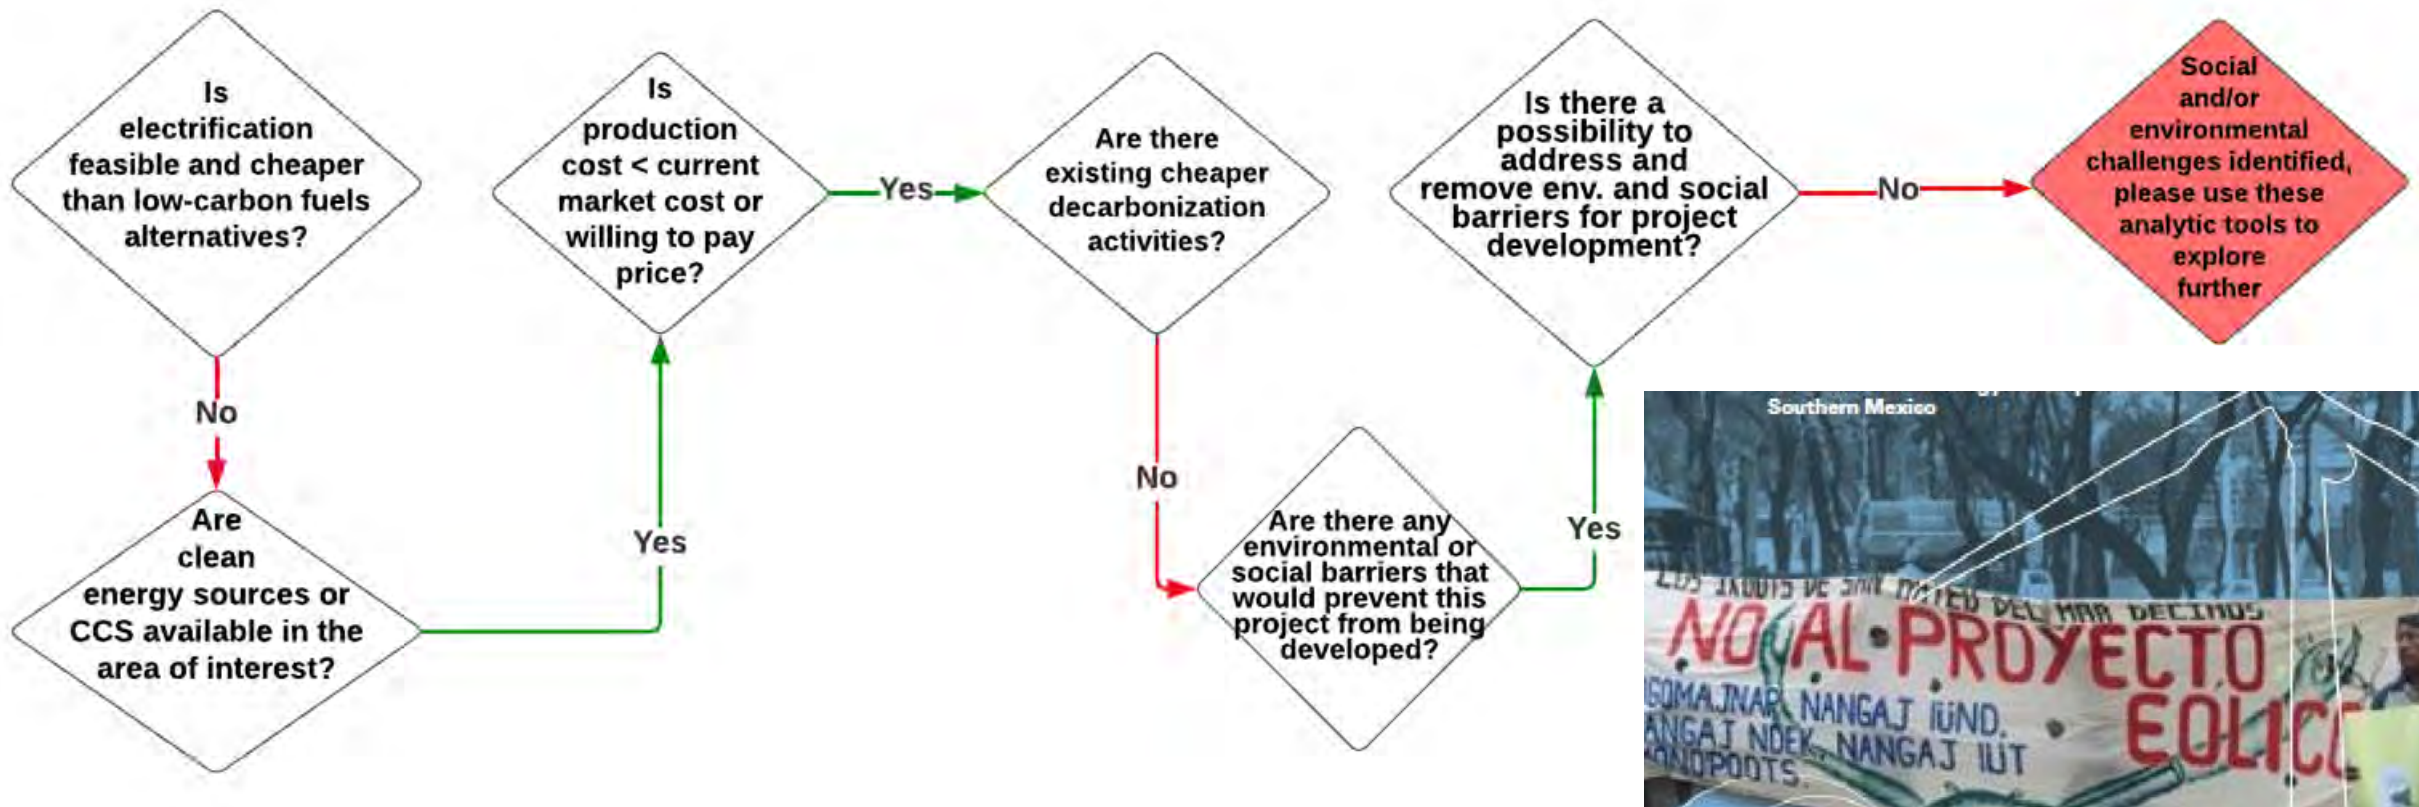 Is
electrification
feasible and cheaper
than low-carbon fuels
alternatives?
No
Are
clean
energy sources or
CCS available in the
area of interest?
Yes
Is
production
cost < current
market cost or
willing to pay
price?
Yes
Are there
existing cheaper
decarbonization
activities?
No
Are there any
environmental or
social barriers that
would prevent this
project from being
developed?
Yes
Is there a
possibility to
address and
remove env. and social
barriers for project
development?
No
Social
and/or
environmental
challenges identified,
please use these
analytic tools to
explore
further
Southern Mexico
DEL MAR DECIMOS
NO AL PROYECTO
EOLICO
NANGAJ IÜND.
NANGAJ IÜT